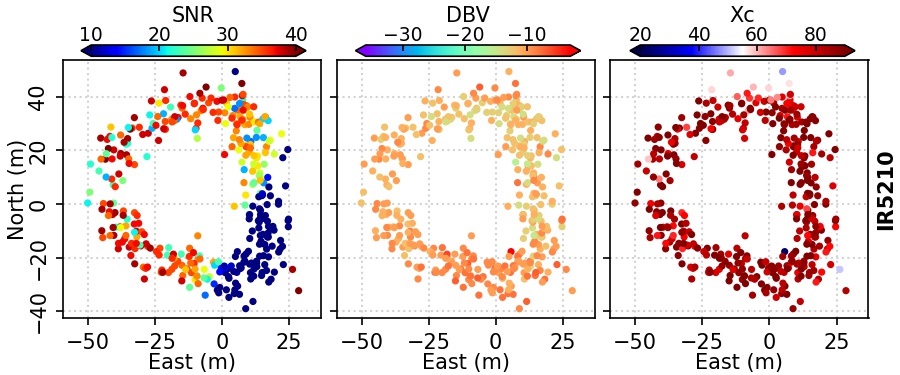 SNR DBV Xc
10 20 30 40 −30 −20 −10 20 40 60 80
40
20
0
−20
−40
North (m)
−50 −25 0 25 −50 −25 0 25 −50 −25 0 25
East (m) East (m) East (m)
IR5210